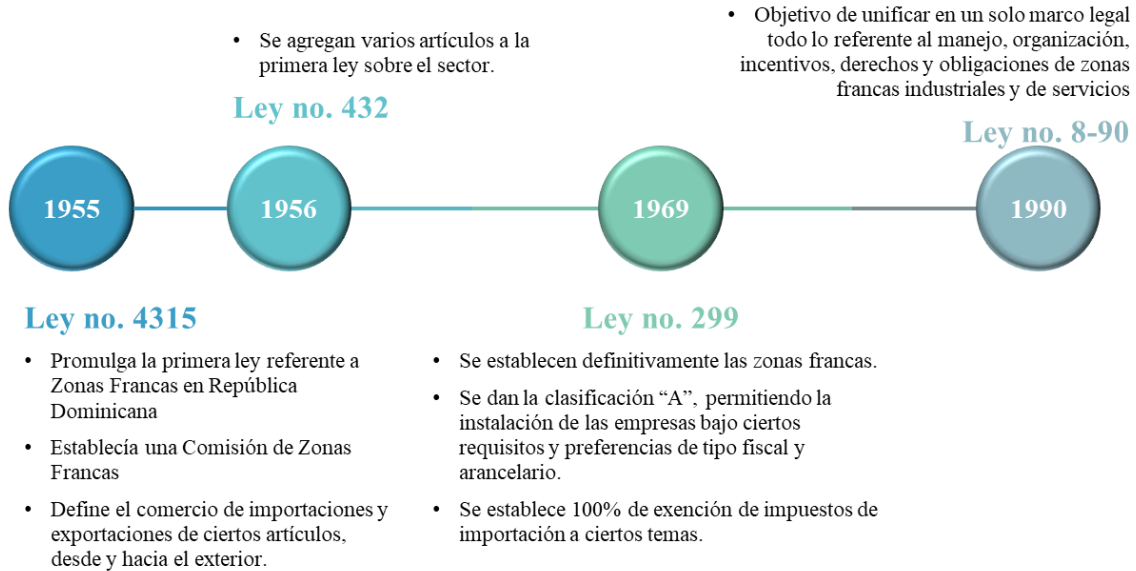 1955
Ley no. 4315
• Promulga la primera ley referente a
Zonas Francas en República
Dominicana
• Establecía una Comisión de Zonas
Francas
• Define el comercio de importaciones y
exportaciones de ciertos artículos,
desde y hacia el exterior.
• Se agregan varios artículos a la
primera ley sobre el sector.
Ley no. 432
1956
1969
Ley no. 299
• Se establecen definitivamente las zonas francas.
• Se dan la clasificación “A”, permitiendo la
instalación de las empresas bajo ciertos
requisitos y preferencias de tipo fiscal y
arancelario.
• Se establece 100% de exención de impuestos de
importación a ciertos temas.
• Objetivo de unificar en un solo marco legal
todo lo referente al manejo, organización,
incentivos, derechos y obligaciones de zonas
francas industriales y de servicios
Ley no. 8-90
1990